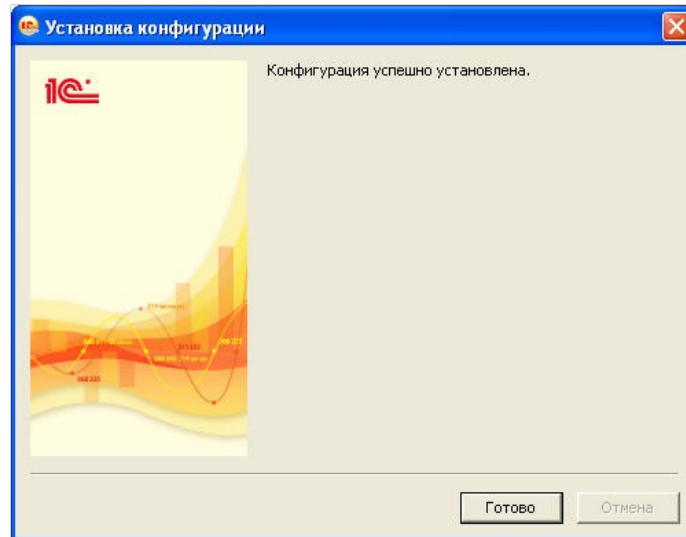 Установка конфигурации
1С
Конфигурация успешно установлена.
Готово
Отмена